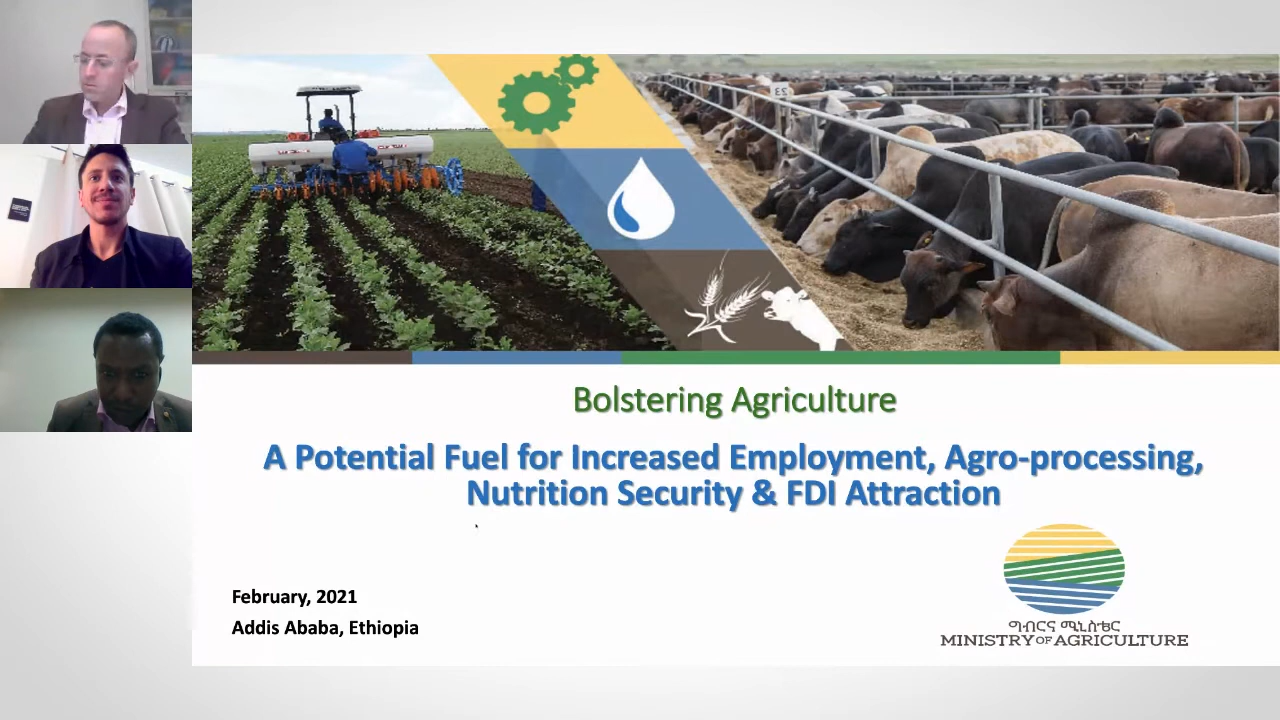 23
Bolstering Agriculture
A Potential Fuel for Increased Employment, Agro-processing,
Nutrition Security & FDI Attraction
February, 2021
Addis Ababa, Ethiopia
ግብርና ሚኒስቴር
MINISTRY OF AGRICULTURE